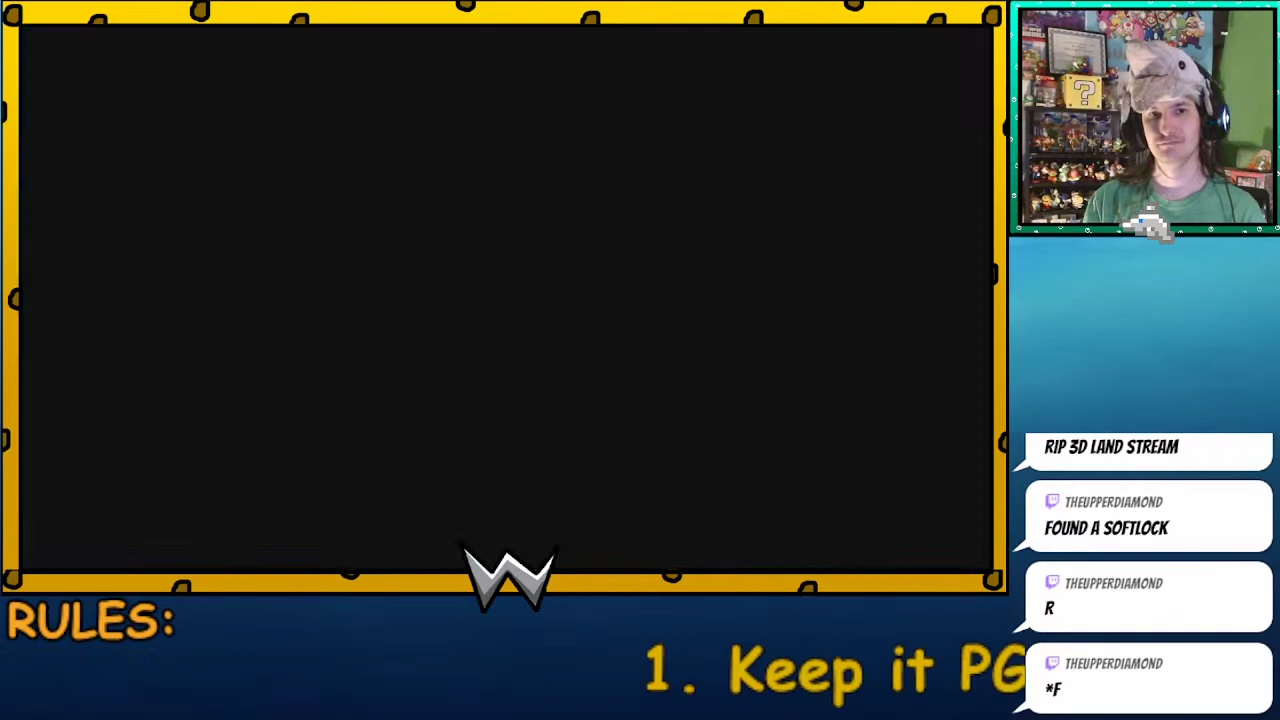 ?
RIP 3D LAND STREAM
THEUPPERDIAMOND
FOUND A SOFTLOCK
THEUPPERDIAMOND
R
THEUPPERDIAMOND
*F
W
RULES:
1. Keep it PG